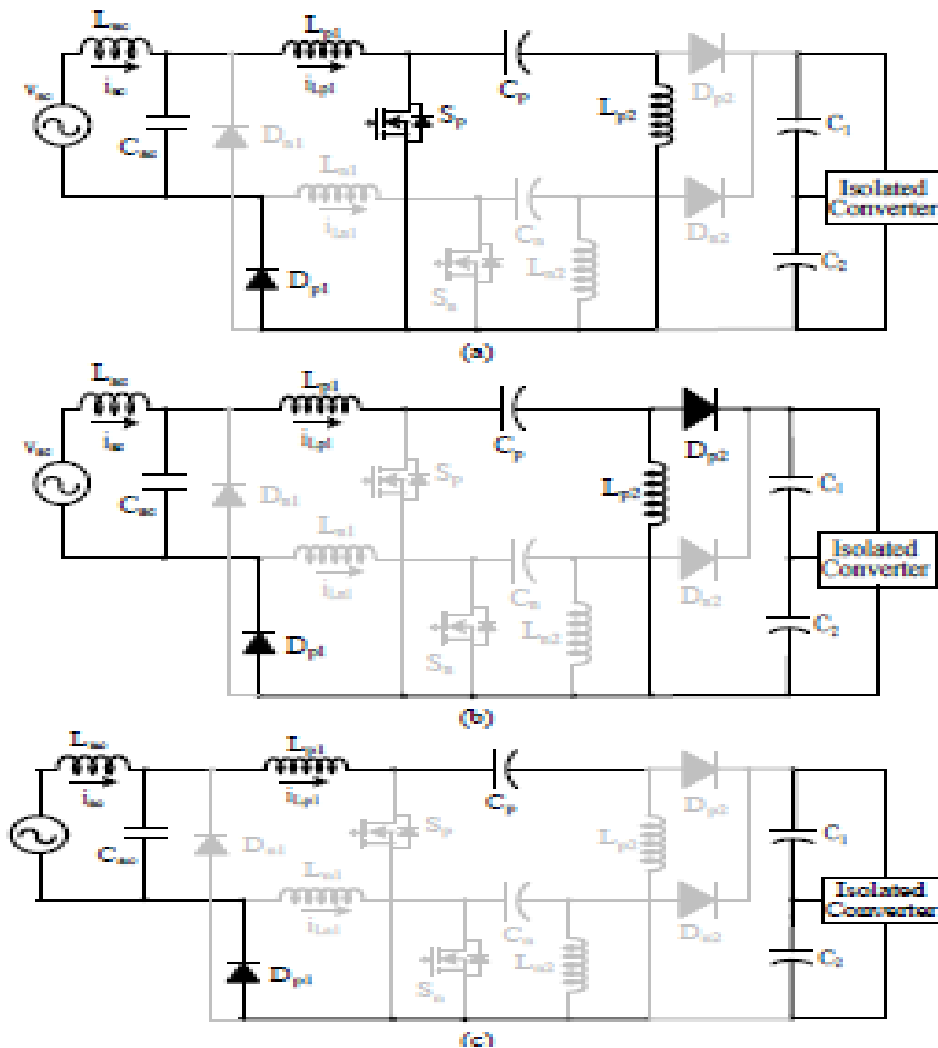 Lac
Lp1
vac
iac
iLp1
Cac
Dn1
Sp
Cp
Lp2
Dp2
C1
Ln1
iLn1
Cn
Dn2
Isolated
Converter
Dp1
Sn
Ln2
C2
(a)
Lac
Lp1
vac
iac
iLp1
Cac
Dn1
Sp
Cp
Lp2
Dp2
C1
Ln1
iLn1
Cn
Dn2
Isolated
Converter
Dp1
Sn
Ln2
C2
(b)
Lac
Lp1
iac
iLp1
Cac
Dn1
Sp
Cp
Lp2
Dp2
C1
Ln1
iLn1
Cn
Dn2
Isolated
Converter
Dp1
Sn
Ln2
C2
(c)